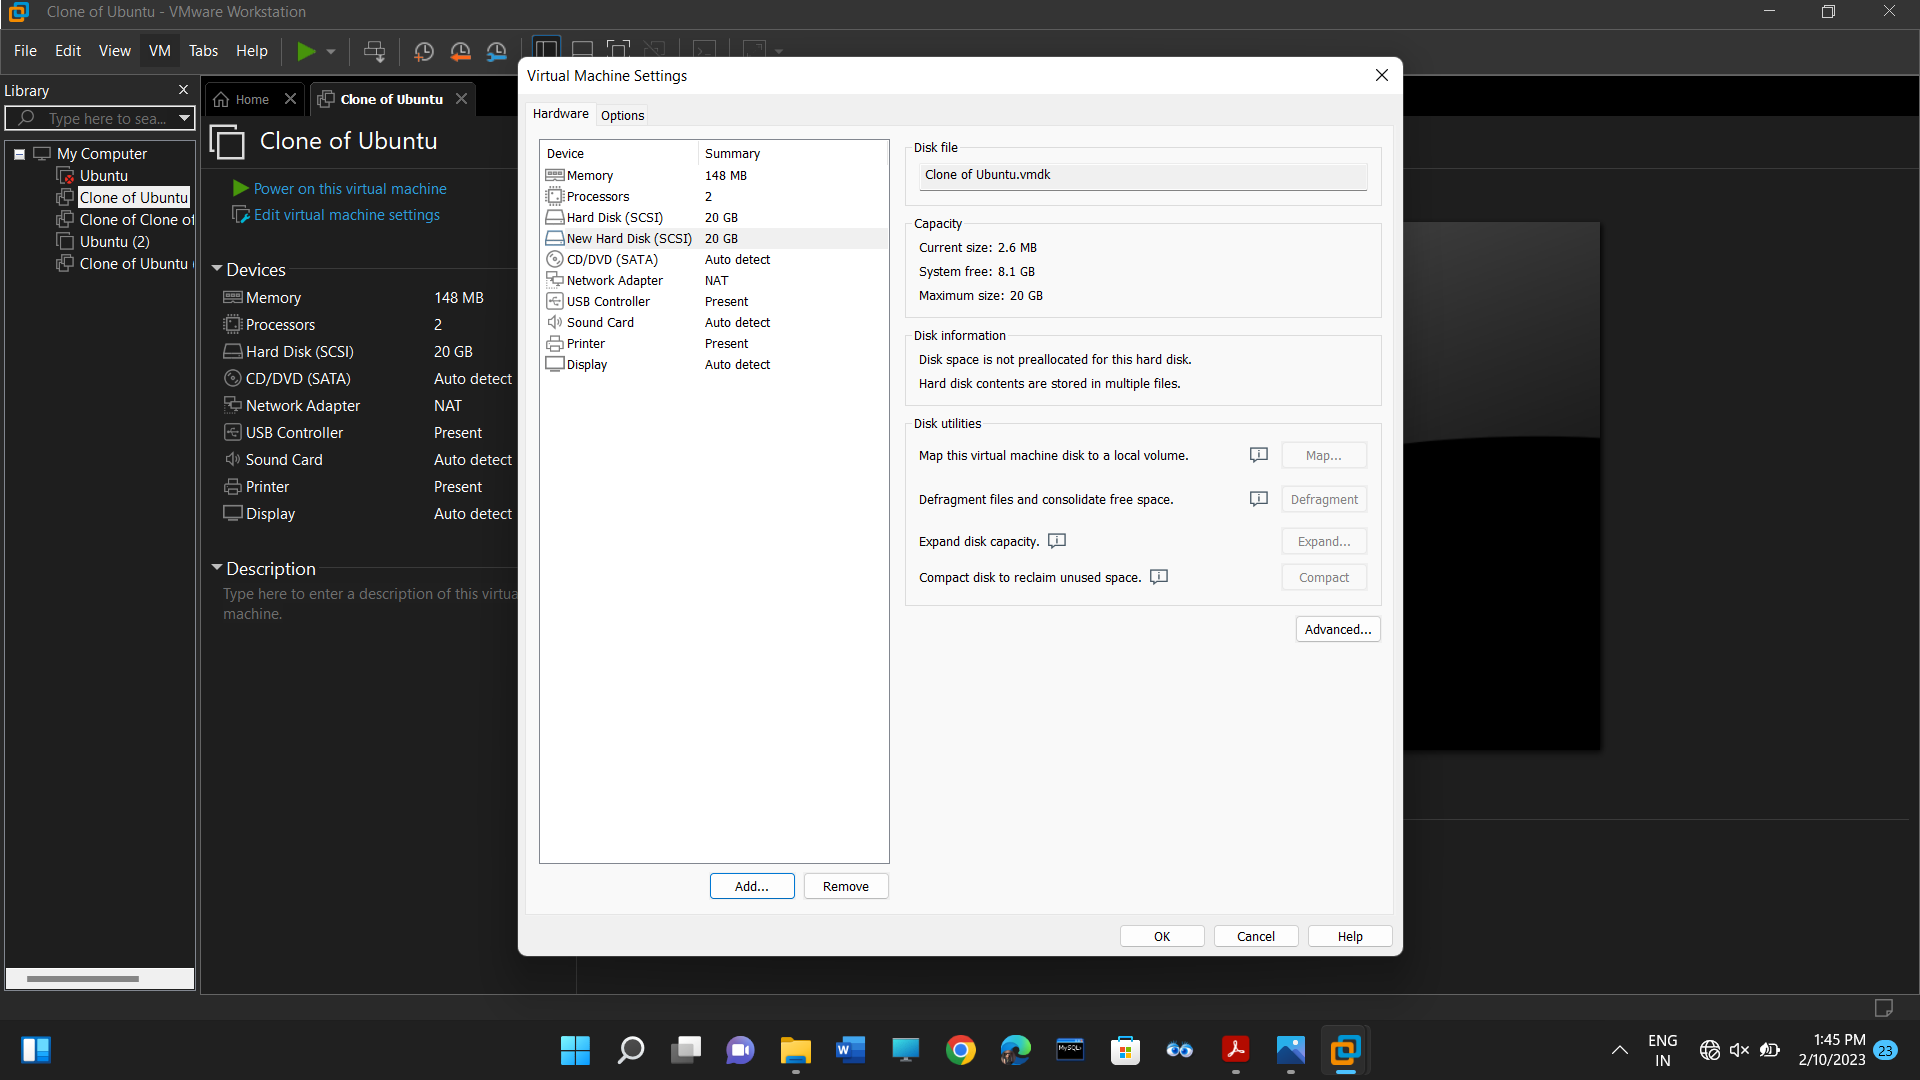 Clone of Ubuntu - VMware Workstation
File Edit View VM Tabs Help
Library
Type here to sea...
My Computer
Ubuntu
Clone of Ubuntu
Clone of Clone of
Ubuntu (2)
Clone of Ubuntu
Home
Clone of Ubuntu
Clone of Ubuntu
Power on this virtual machine
Edit virtual machine settings
Devices
Memory 148 MB
Processors 2
Hard Disk (SCSI) 20 GB
CD/DVD (SATA) Auto detect
Network Adapter NAT
USB Controller Present
Sound Card Auto detect
Printer Present
Display Auto detect
Description
Type here to enter a description of this virtua
machine.
Virtual Machine Settings
Hardware Options
Device Summary
Memory 148 MB
Processors 2
Hard Disk (SCSI) 20 GB
New Hard Disk (SCSI) 20 GB
CD/DVD (SATA) Auto detect
Network Adapter NAT
USB Controller Present
Sound Card Auto detect
Printer Present
Display Auto detect
Add... Remove
Disk file
Clone of Ubuntu.vmdk
Capacity
Current size: 2.6 MB
System free: 8.1 GB
Maximum size: 20 GB
Disk information
Disk space is not preallocated for this hard disk.
Hard disk contents are stored in multiple files.
Disk utilities
Map this virtual machine disk to a local volume. Map...
Defragment files and consolidate free space. Defragment
Expand disk capacity. Expand...
Compact disk to reclaim unused space. Compact
Advanced...
OK Cancel Help
MySQL
ENG
IN
1:45 PM
2/10/2023
23